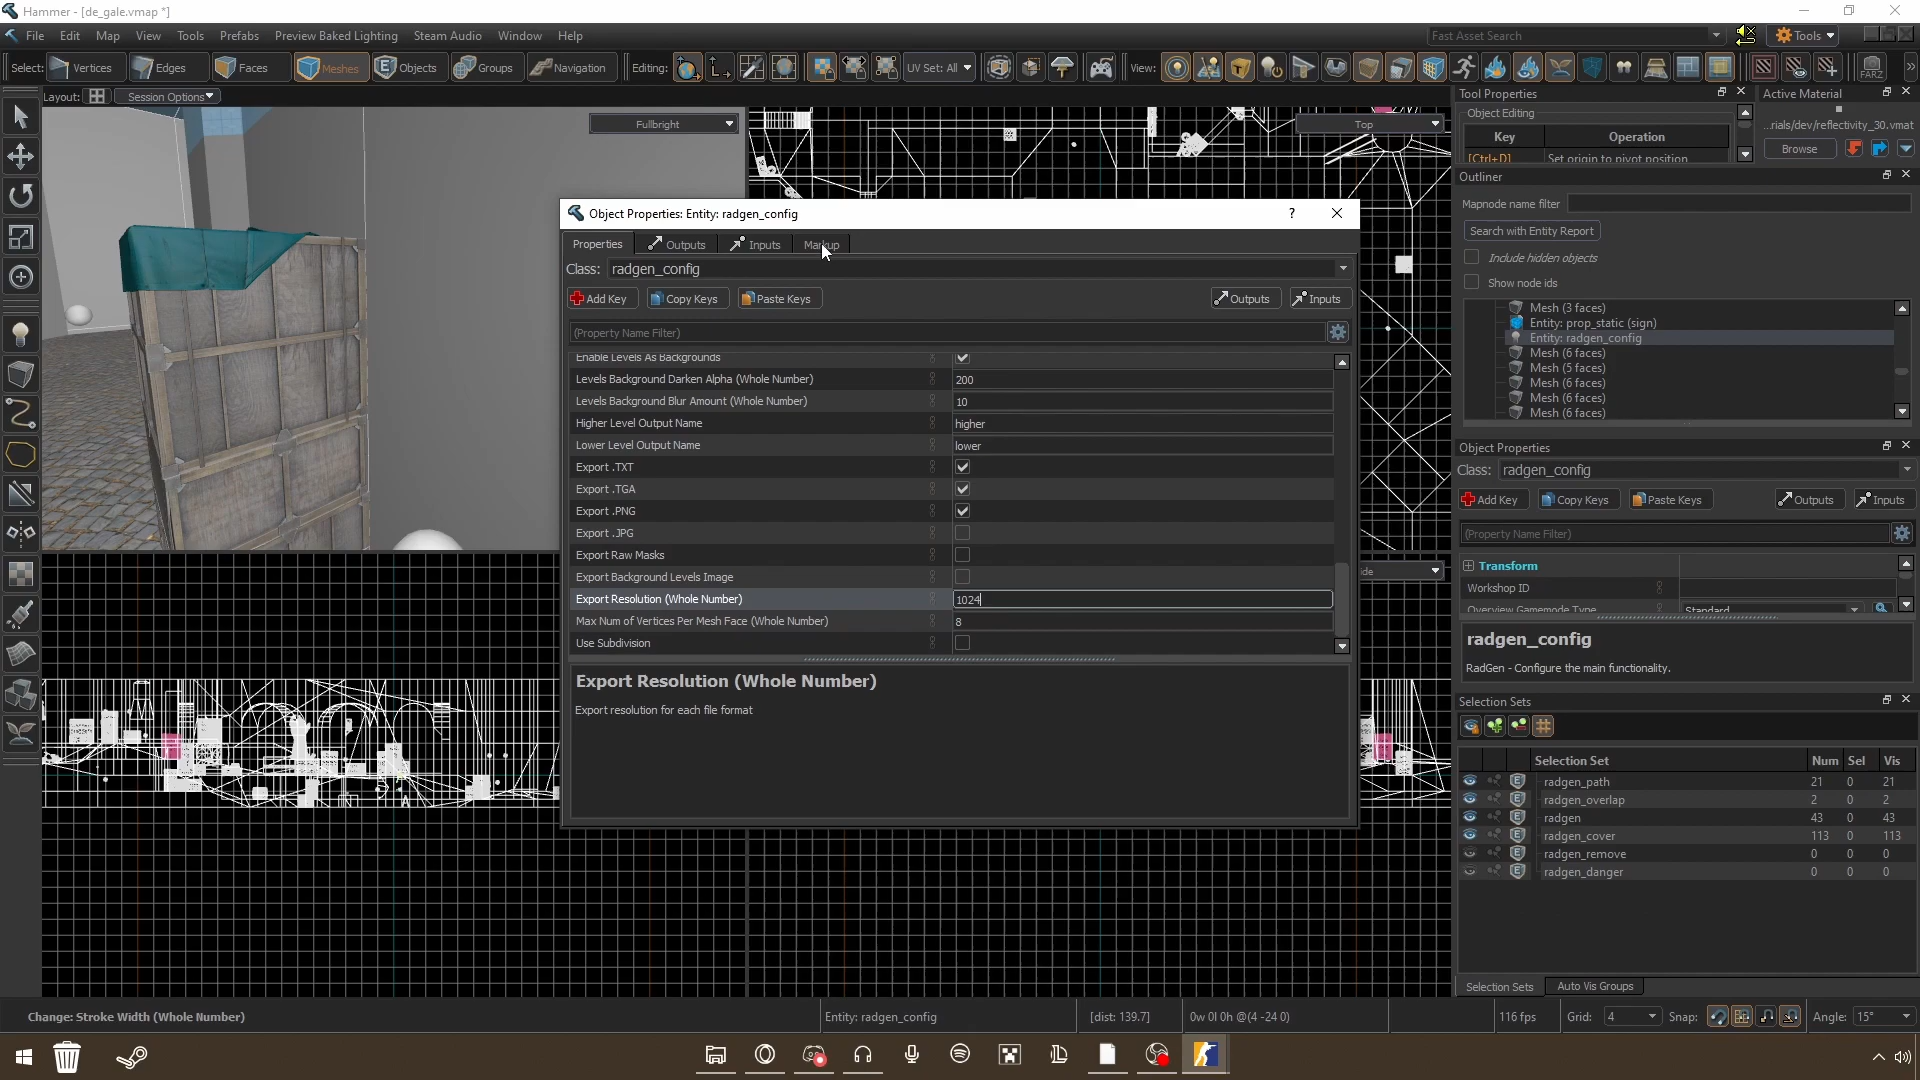 Hammer - [de_gale.vmap *]
File Edit Map View Tools Prefabs Preview Baked Lighting Steam Audio Window Help
Fast Asset Search
Tools
Select: Vertices Edges Faces Meshes Objects Groups Navigation Editing: UV Set: All View: FARZ
Layout: Session Options
Fullbright
Top
Tool Properties
Object Editing
Key Operation
[Ctrl+D] Set origin to pivot position
Active Material
...rials/dev/reflectivity_30.vmat
Browse
Outliner
Mapnode name filter
Search with Entity Report
Include hidden objects
Show node ids
Mesh (3 faces)
Entity: prop_static (sign)
Entity: radgen_config
Mesh (6 faces)
Mesh (5 faces)
Mesh (6 faces)
Mesh (6 faces)
Mesh (6 faces)
Object Properties: Entity: radgen_config
?
Properties Outputs Inputs Markup
Class: radgen_config
Add Key Copy Keys Paste Keys Outputs Inputs
(Property Name Filter)
Enable Levels As Backgrounds
Levels Background Darken Alpha (Whole Number) 200
Levels Background Blur Amount (Whole Number) 10
Higher Level Output Name higher
Lower Level Output Name lower
Export .TXT
Export .TGA
Export .PNG
Export .JPG
Export Raw Masks
Export Background Levels Image
Export Resolution (Whole Number) 1024
Max Num of Vertices Per Mesh Face (Whole Number) 8
Use Subdivision
Export Resolution (Whole Number)
Export resolution for each file format
ide
Object Properties
Class: radgen_config
Add Key Copy Keys Paste Keys Outputs Inputs
(Property Name Filter)
Transform
Workshop ID
Overview Gamemode Type Standard
radgen_config
RadGen - Configure the main functionality.
Selection Sets
Selection Set Num Sel Vis
radgen_path 21 0 21
radgen_overlap 2 0 2
radgen 43 0 43
radgen_cover 113 0 113
radgen_remove 0 0 0
radgen_danger 0 0 0
Selection Sets Auto Vis Groups
Change: Stroke Width (Whole Number)
Entity: radgen_config
[dist: 139.7]
0w 0l 0h @(4 -24 0)
116 fps
Grid: 4
Snap:
Angle: 15°